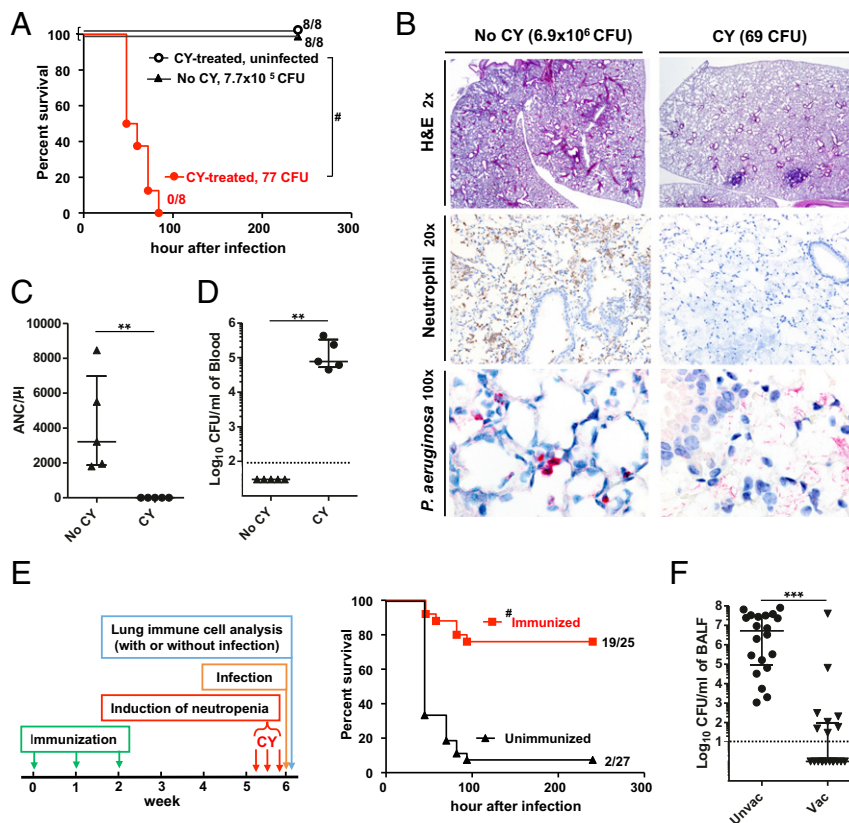 A
8/8
8/8
CY-treated, uninfected
No CY, 7.7x10 5 CFU
#
CY-treated, 77 CFU
0/8
Percent survival
100
80
60
40
20
0
0
100
200
300
hour after infection
B
No CY (6.9x10⁶ CFU)
CY (69 CFU)
H&E 2x
Neutrophil 20x
P. aeruginosa 100x
C
**
ANC/µl
10000
8000
6000
4000
2000
0
No CY
CY
D
**
Log10 CFU/ml of Blood
6
5
4
3
2
No CY
CY
E
Lung immune cell analysis
(with or without infection)
Infection
Induction of neutropenia
Immunization
CY
0
1
2
3
4
5
6
week
Percent survival
100
80
60
40
20
0
#Immunized
19/25
Unimmunized
2/27
0
100
200
300
hour after infection
F
***
Log10 CFU/ml of BALF
8
7
6
5
4
3
2
1
Unvac
Vac